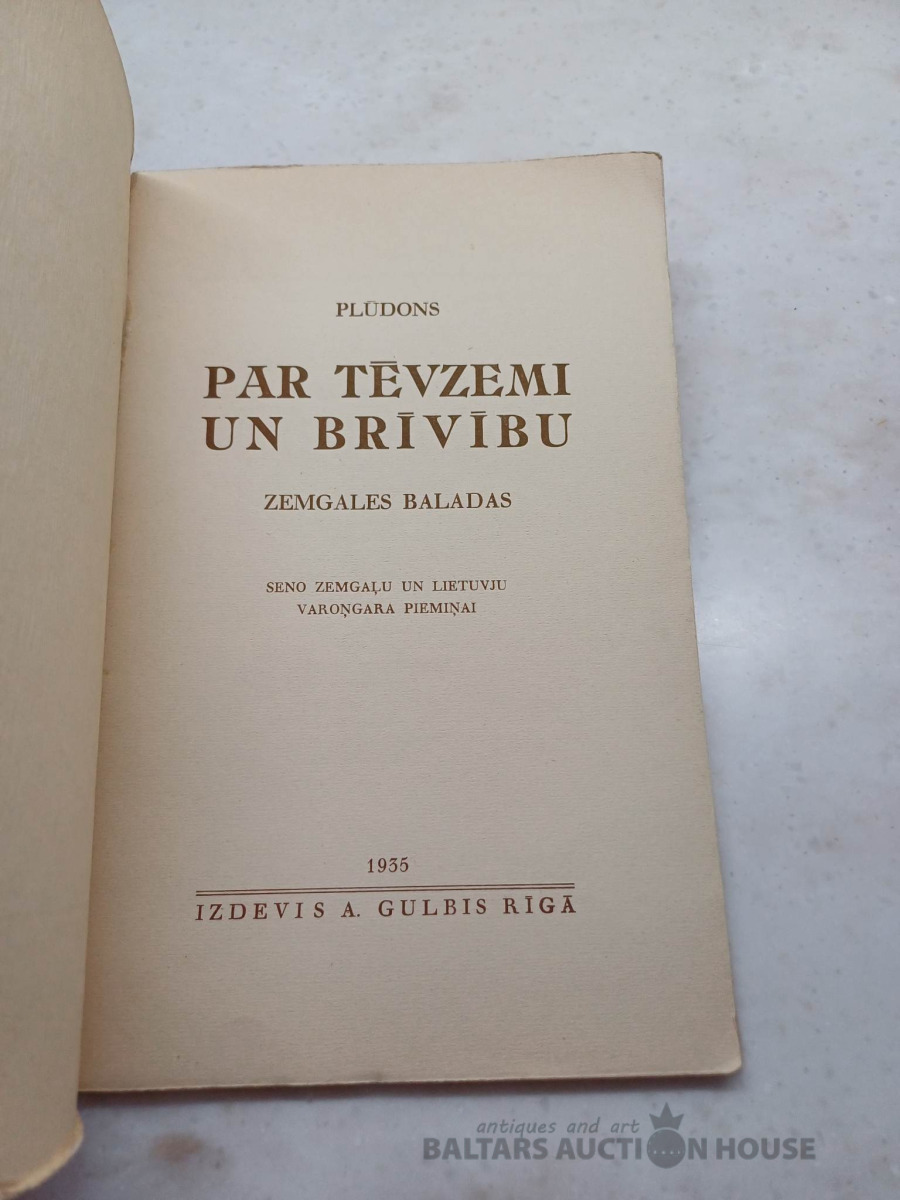 PLŪDONS
PAR TĒVZEMI
UN BRĪVĪBU
ZEMGALES BALADAS
SENO ZEMGAĻU UN LIETUVJU
VAROŅGARA PIEMIŅAI
1935
IZDEVIS A. GULBIS RĪGĀ
antiques and art
BALTARS AUCTION HOUSE